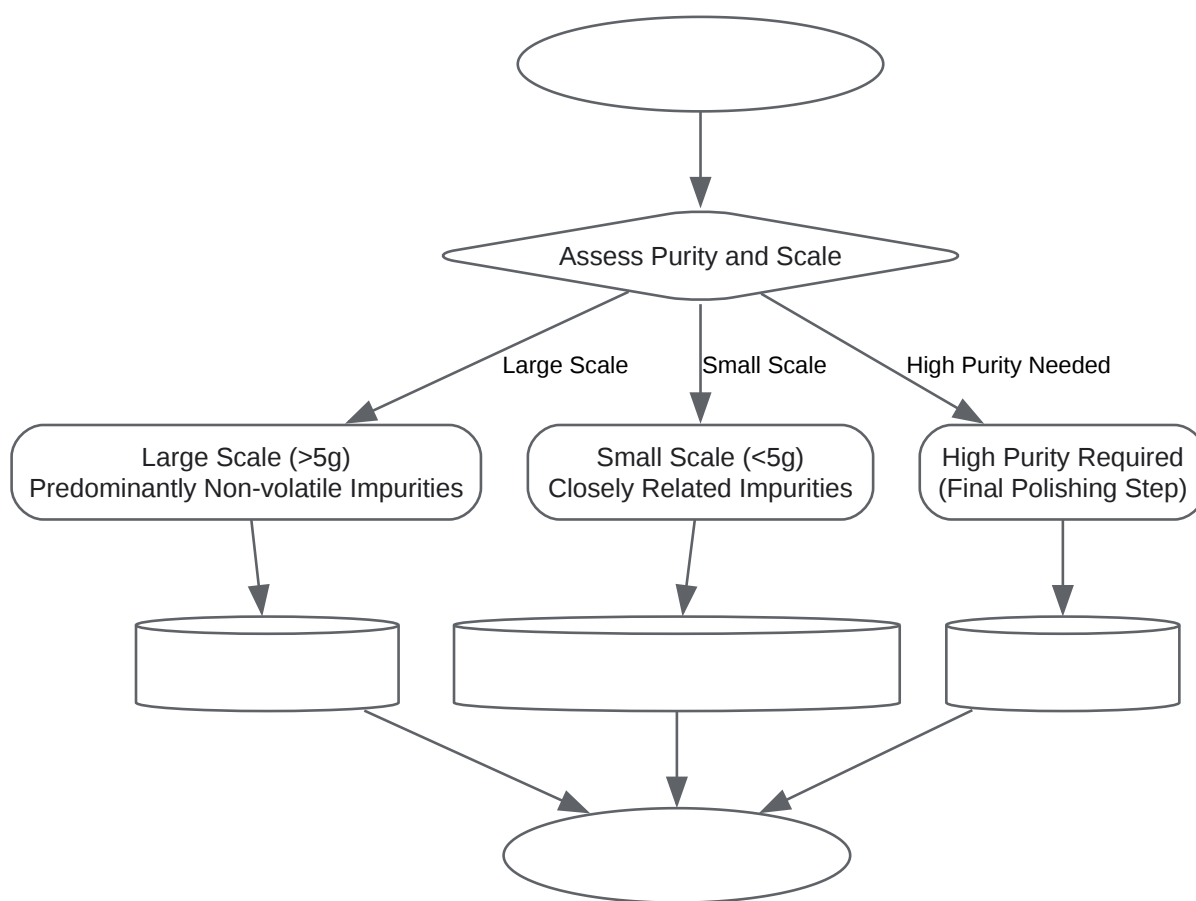 Assess Purity and Scale
Large Scale
Small Scale
High Purity Needed
Large Scale (>5g)
Predominantly Non-volatile Impurities
Small Scale (<5g)
Closely Related Impurities
High Purity Required
(Final Polishing Step)